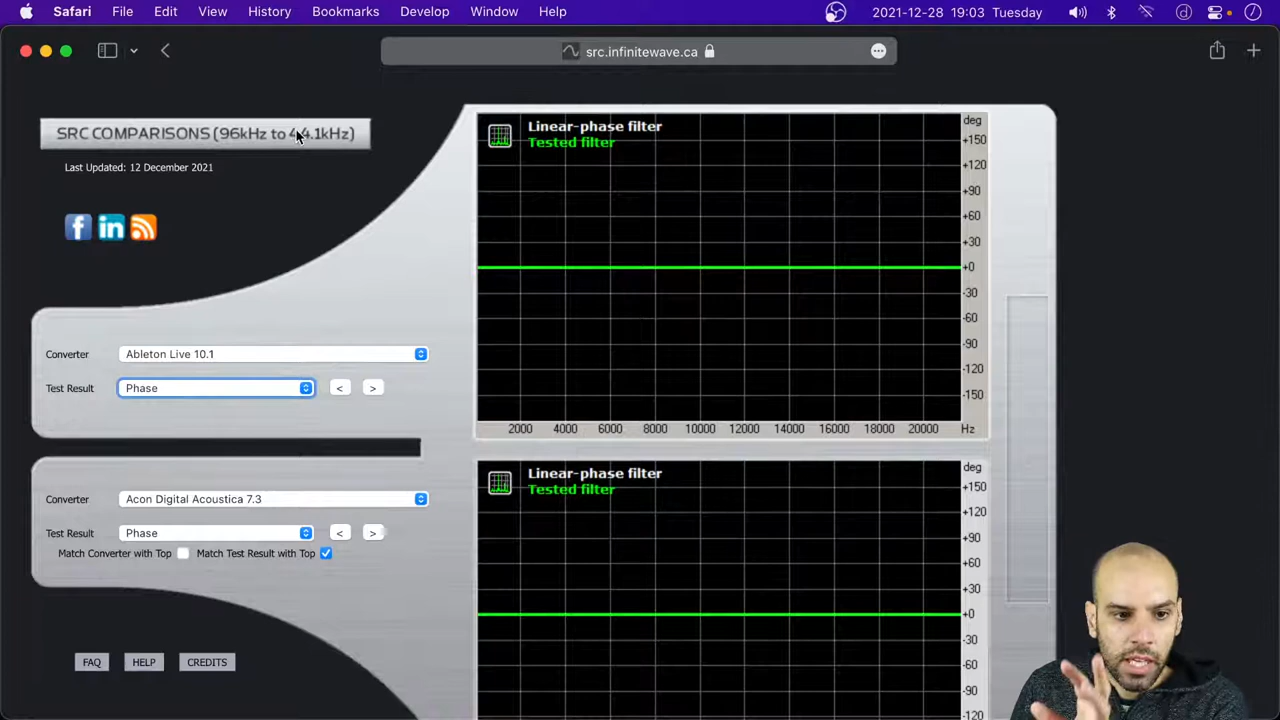 Safari File Edit View History Bookmarks Develop Window Help 2021-12-28 19:03 Tuesday
src.infinitewave.ca
SRC COMPARISONS (96kHz to 44.1kHz)
Last Updated: 12 December 2021
Converter Ableton Live 10.1
Test Result Phase < >
Converter Acon Digital Acoustica 7.3
Test Result Phase < >
Match Converter with Top Match Test Result with Top
FAQ HELP CREDITS
Linear-phase filter
Tested filter
deg
+150
+120
+90
+60
+30
+0
-30
-60
-90
-120
-150
2000 4000 6000 8000 10000 12000 14000 16000 18000 20000 Hz
Linear-phase filter
Tested filter
deg
+150
+120
+90
+60
+30
+0
-30
-60
-90
-120